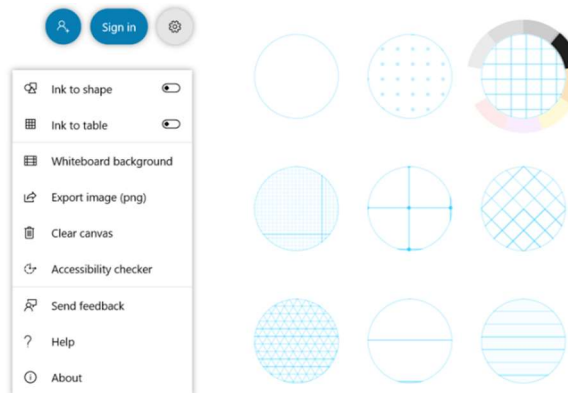 Sign in
Ink to shape
Ink to table
Whiteboard background
Export image (png)
Clear canvas
Accessibility checker
Send feedback
Help
About